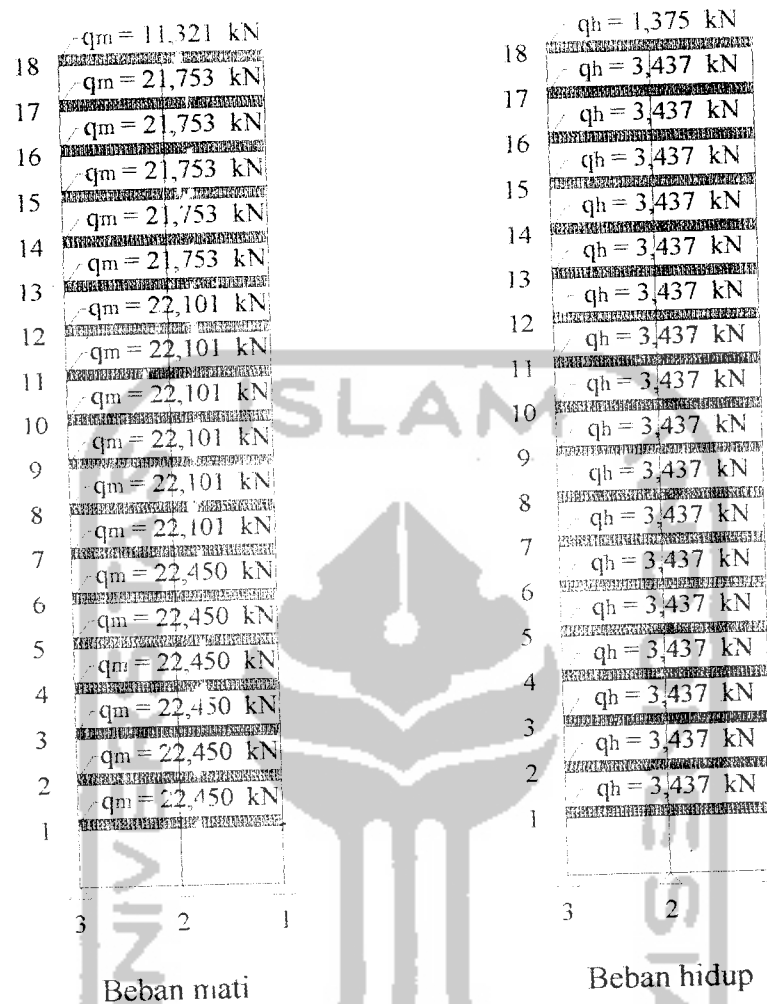 qm = 11,321 kN
18
qm = 21,753 kN
17
qm = 21,753 kN
16
qm = 21,753 kN
15
qm = 21,753 kN
14
qm = 21,753 kN
13
qm = 22,101 kN
12
qm = 22,101 kN
11
qm = 22,101 kN
10
qm = 22,101 kN
9
qm = 22,101 kN
8
qm = 22,101 kN
7
qm = 22,450 kN
6
qm = 22,450 kN
5
qm = 22,450 kN
4
qm = 22,450 kN
3
qm = 22,450 kN
2
qm = 22,450 kN
1
3 2 1
Beban mati
qh = 1,375 kN
18
qh = 3,437 kN
17
qh = 3,437 kN
16
qh = 3,437 kN
15
qh = 3,437 kN
14
qh = 3,437 kN
13
qh = 3,437 kN
12
qh = 3,437 kN
11
qh = 3,437 kN
10
qh = 3,437 kN
9
qh = 3,437 kN
8
qh = 3,437 kN
7
qh = 3,437 kN
6
qh = 3,437 kN
5
qh = 3,437 kN
4
qh = 3,437 kN
3
qh = 3,437 kN
2
qh = 3,437 kN
1
3 2
Beban hidup
SLAM